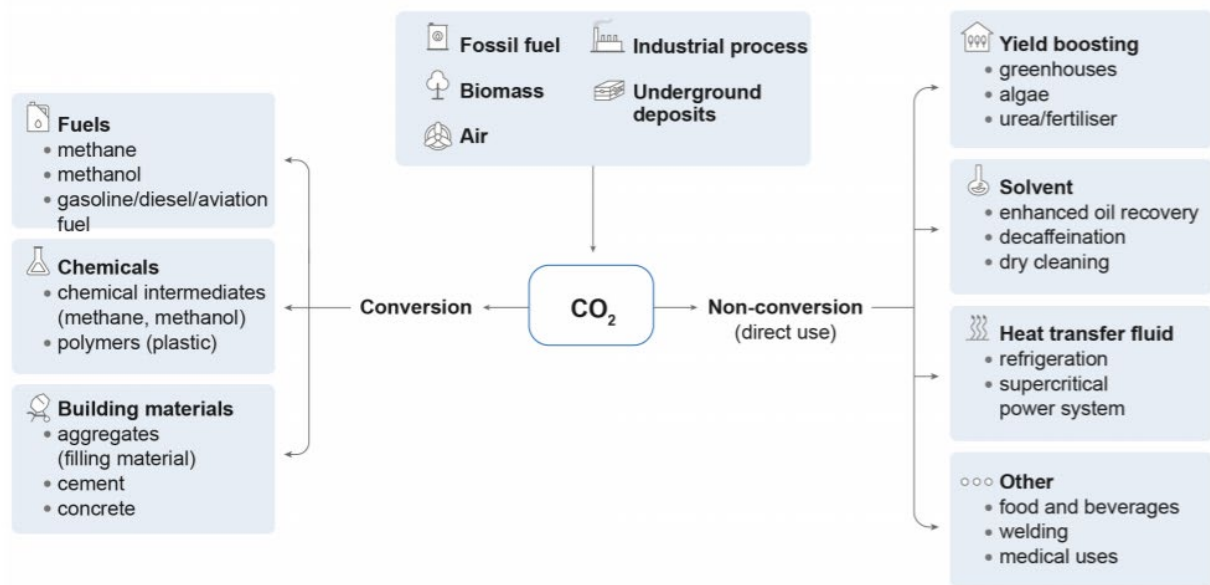 Fossil fuel
Industrial process
Biomass
Underground
deposits
Air
Fuels
• methane
• methanol
• gasoline/diesel/aviation
fuel
Chemicals
• chemical intermediates
(methane, methanol)
• polymers (plastic)
Building materials
• aggregates
(filling material)
• cement
• concrete
Conversion
CO₂
Non-conversion
(direct use)
Yield boosting
• greenhouses
• algae
• urea/fertiliser
Solvent
• enhanced oil recovery
• decaffeination
• dry cleaning
Heat transfer fluid
• refrigeration
• supercritical
power system
Other
• food and beverages
• welding
• medical uses